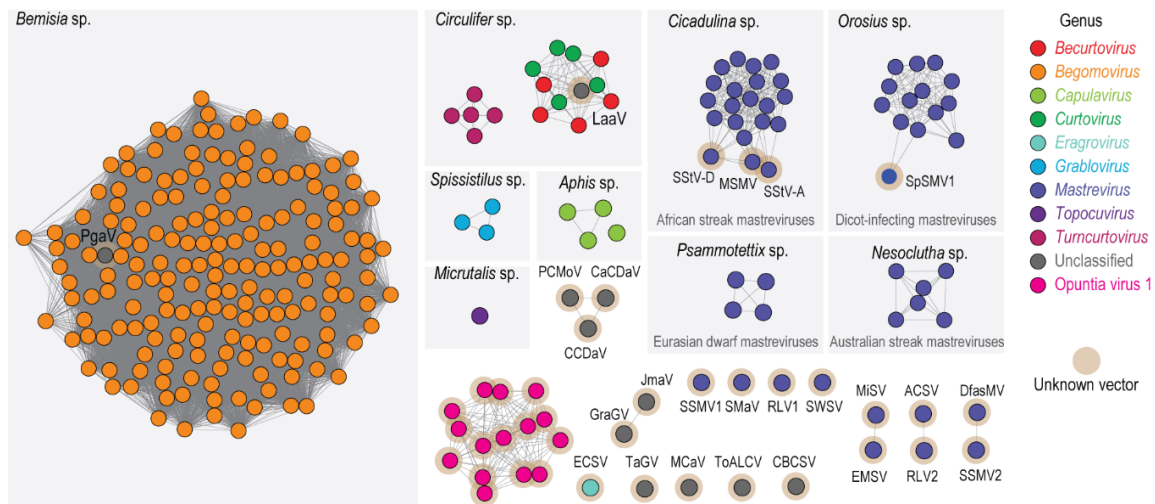 Bemisia sp.
PgaV
Circulifer sp.
LaaV
Spissistilus sp.
Aphis sp.
Micrutalis sp.
PCMoV
CaCDaV
CCDaV
Cicadulina sp.
SStV-D
MSMV
SStV-A
African streak mastreviruses
Orosius sp.
SpSMV1
Dicot-infecting mastreviruses
Psammotettix sp.
Eurasian dwarf mastreviruses
Nesoclutha sp.
Australian streak mastreviruses
JmaV
GraGV
SSMV1
SMaV
RLV1
SWSV
MiSV
ACSV
DfasMV
EMSV
RLV2
SSMV2
ECSV
TaGV
MCaV
ToALCV
CBCSV
Genus
Becurtovirus
Begomovirus
Capulavirus
Curtovirus
Eragrovirus
Grablovirus
Mastrevirus
Topocuvirus
Turncurtovirus
Unclassified
Opuntia virus 1
Unknown vector